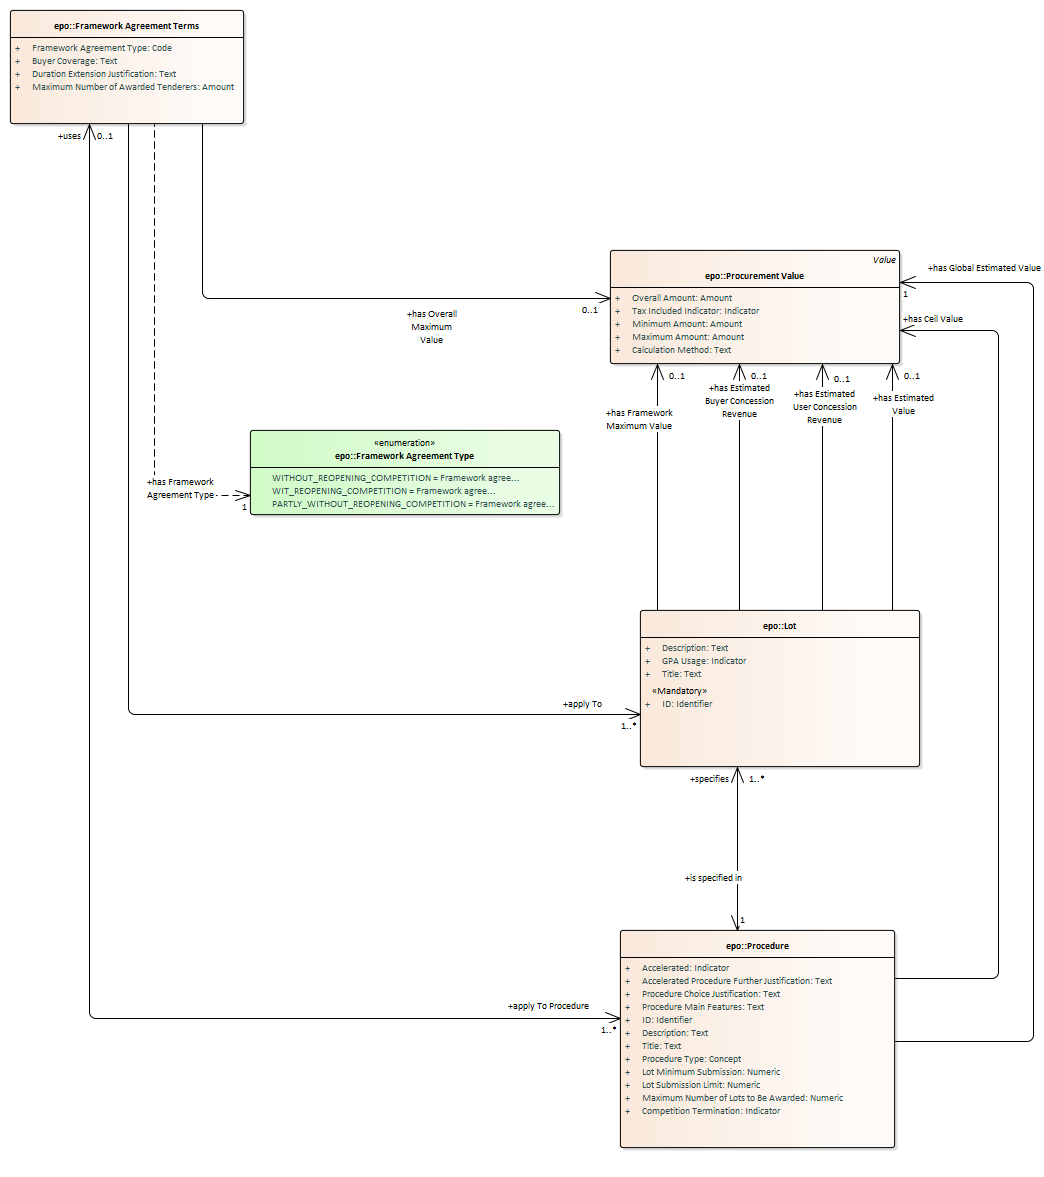 epo::Framework Agreement Terms
+ Framework Agreement Type: Code
+ Buyer Coverage: Text
+ Duration Extension Justification: Text
+ Maximum Number of Awarded Tenderers: Amount
+uses
0..1
Value
epo::Procurement Value
+ Overall Amount: Amount
+ Tax Included Indicator: Indicator
+ Minimum Amount: Amount
+ Maximum Amount: Amount
+ Calculation Method: Text
+has Global Estimated Value
1
+has Ceil Value
+has Overall
Maximum
Value
0..1
0..1
+has Framework
Maximum Value
0..1
+has Estimated
Buyer Concession
Revenue
0..1
+has Estimated
User Concession
Revenue
0..1
+has Estimated
Value
«enumeration»
epo::Framework Agreement Type
WITHOUT_REOPENING_COMPETITION = Framework agree...
WIT_REOPENING_COMPETITION = Framework agree...
PARTLY_WITHOUT_REOPENING_COMPETITION = Framework agree...
+has Framework
Agreement Type
1
epo::Lot
+ Description: Text
+ GPA Usage: Indicator
+ Title: Text
«Mandatory»
+ ID: Identifier
+apply To
1..*
+specifies
1..*
+is specified in
1
epo::Procedure
+ Accelerated: Indicator
+ Accelerated Procedure Further Justification: Text
+ Procedure Choice Justification: Text
+ Procedure Main Features: Text
+ ID: Identifier
+ Description: Text
+ Title: Text
+ Procedure Type: Concept
+ Lot Minimum Submission: Numeric
+ Lot Submission Limit: Numeric
+ Maximum Number of Lots to Be Awarded: Numeric
+ Competition Termination: Indicator
+apply To Procedure
1..*